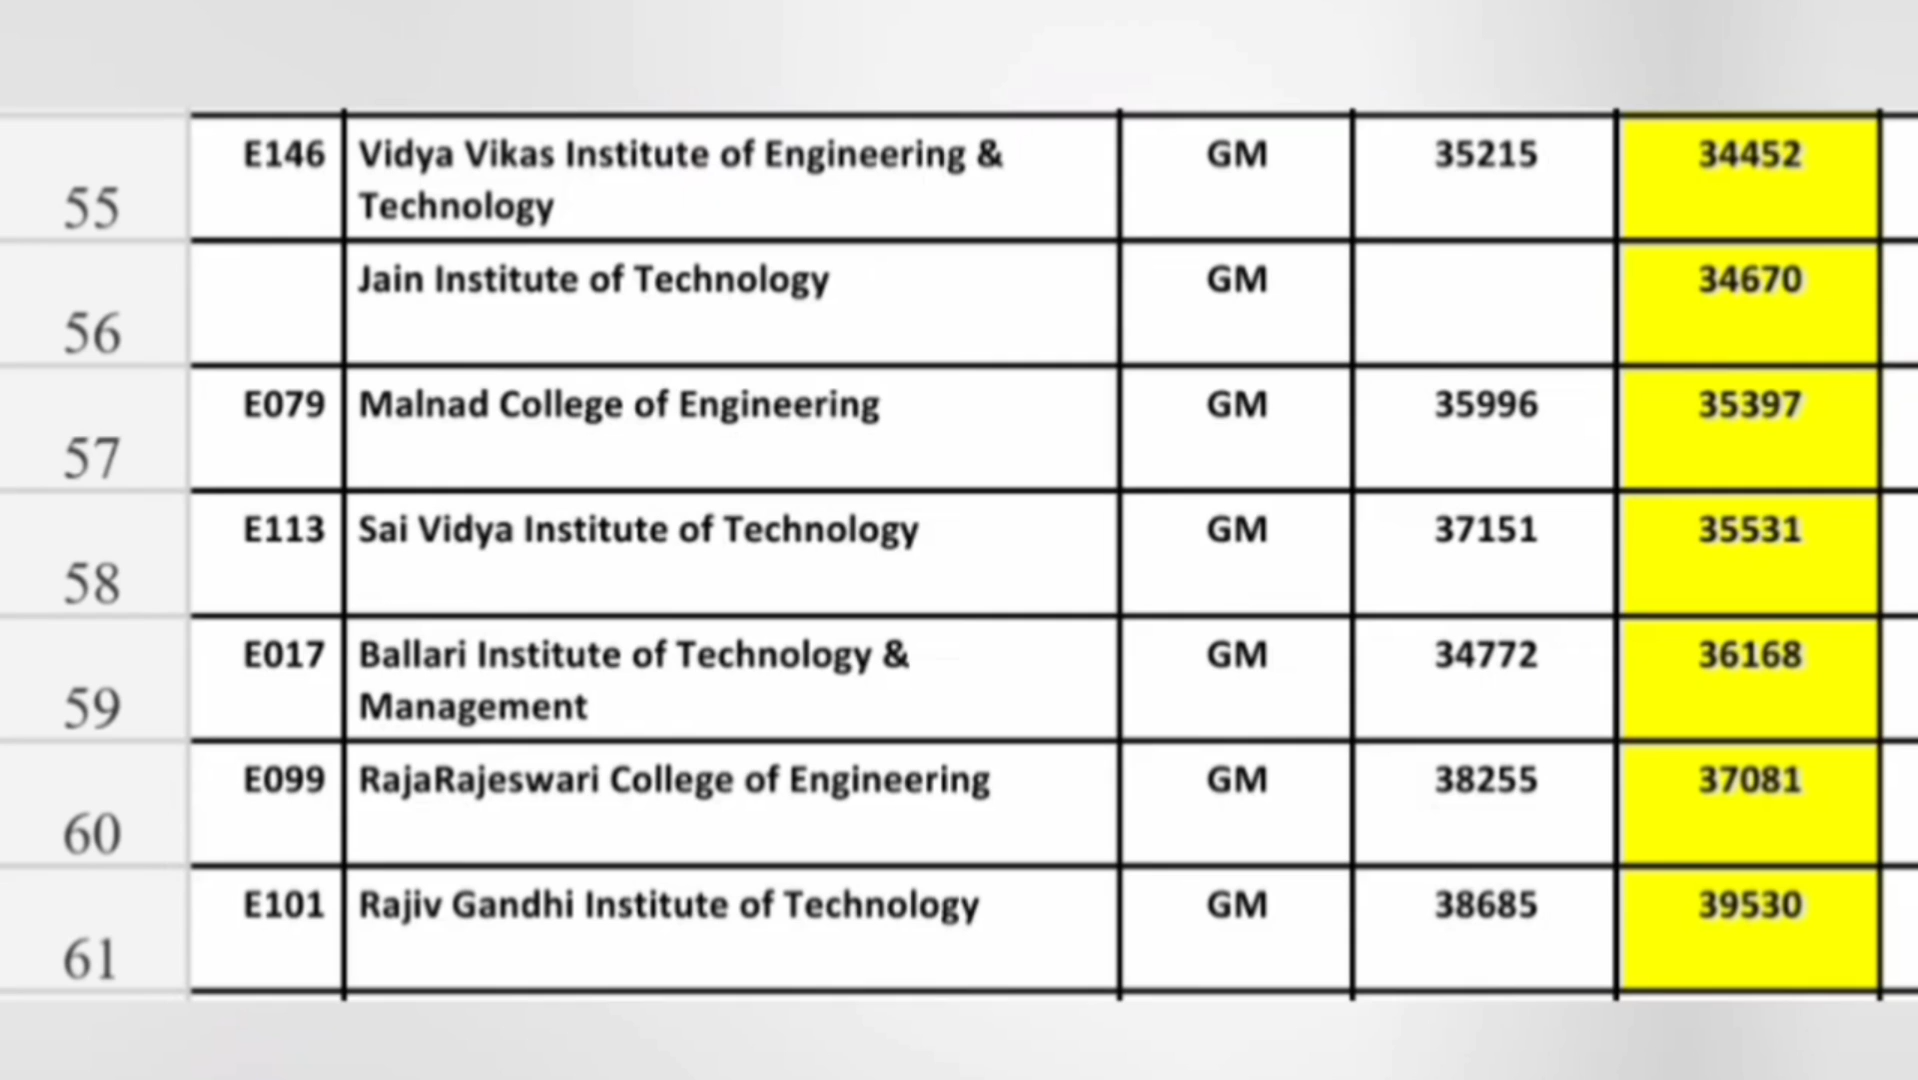 55 E146 Vidya Vikas Institute of Engineering & GM 35215 34452
Technology
56 Jain Institute of Technology GM 34670
57 E079 Malnad College of Engineering GM 35996 35397
58 E113 Sai Vidya Institute of Technology GM 37151 35531
59 E017 Ballari Institute of Technology & GM 34772 36168
Management
60 E099 RajaRajeswari College of Engineering GM 38255 37081
61 E101 Rajiv Gandhi Institute of Technology GM 38685 39530